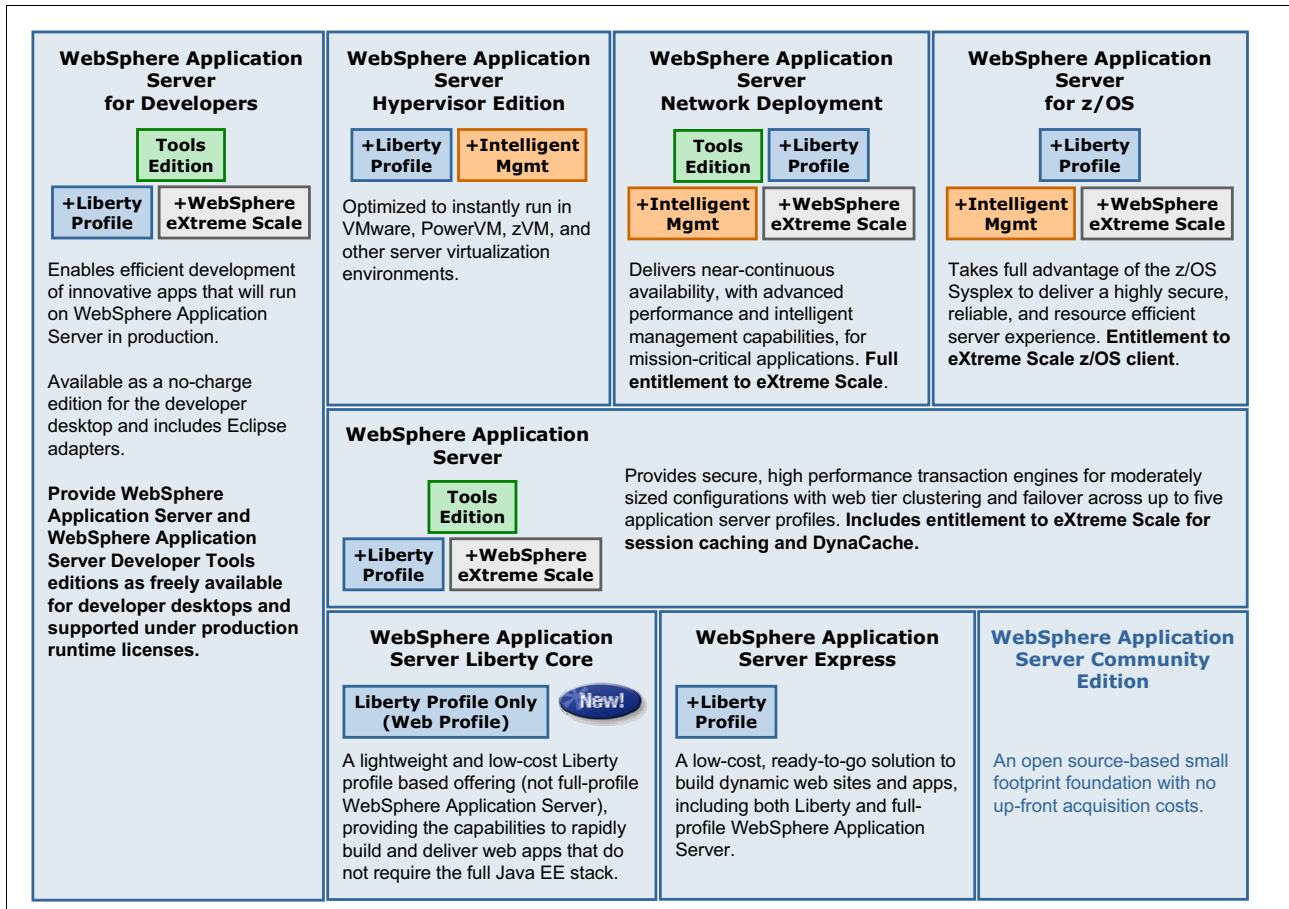 WebSphere Application
Server
for Developers
Tools
Edition
+Liberty
Profile
+WebSphere
eXtreme Scale
Enables efficient development
of innovative apps that will run
on WebSphere Application
Server in production.
Available as a no-charge
edition for the developer
desktop and includes Eclipse
adapters.
Provide WebSphere
Application Server and
WebSphere Application
Server Developer Tools
editions as freely available
for developer desktops and
supported under production
runtime licenses.
WebSphere Application
Server
Hypervisor Edition
+Liberty
Profile
+Intelligent
Mgmt
Optimized to instantly run in
VMware, PowerVM, zVM, and
other server virtualization
environments.
WebSphere Application
Server
Network Deployment
Tools
Edition
+Liberty
Profile
+Intelligent
Mgmt
+WebSphere
eXtreme Scale
Delivers near-continuous
availability, with advanced
performance and intelligent
management capabilities, for
mission-critical applications. Full
entitlement to eXtreme Scale.
WebSphere Application
Server
for z/OS
+Liberty
Profile
+Intelligent
Mgmt
+WebSphere
eXtreme Scale
Takes full advantage of the z/OS
Sysplex to deliver a highly secure,
reliable, and resource efficient
server experience. Entitlement to
eXtreme Scale z/OS client.
WebSphere Application
Server
Tools
Edition
+Liberty
Profile
+WebSphere
eXtreme Scale
Provides secure, high performance transaction engines for moderately
sized configurations with web tier clustering and failover across up to five
application server profiles. Includes entitlement to eXtreme Scale for
session caching and DynaCache.
WebSphere Application
Server Liberty Core
Liberty Profile Only
(Web Profile)
New!
A lightweight and low-cost Liberty
profile based offering (not full-profile
WebSphere Application Server),
providing the capabilities to rapidly
build and deliver web apps that do
not require the full Java EE stack.
WebSphere Application
Server Express
+Liberty
Profile
A low-cost, ready-to-go solution to
build dynamic web sites and apps,
including both Liberty and full-
profile WebSphere Application
Server.
WebSphere Application
Server Community
Edition
An open source-based small
footprint foundation with no
up-front acquisition costs.